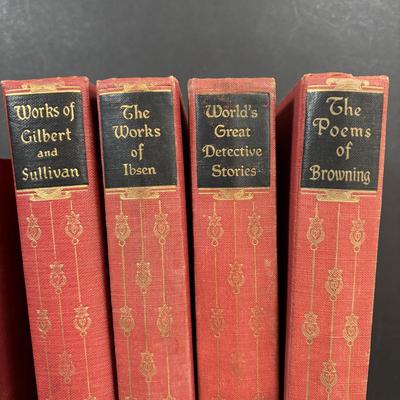 Works of
Gilbert
and
Sullivan
The
Works
of
Ibsen
World's
Great
Detective
Stories
The
Poems
of
Browning